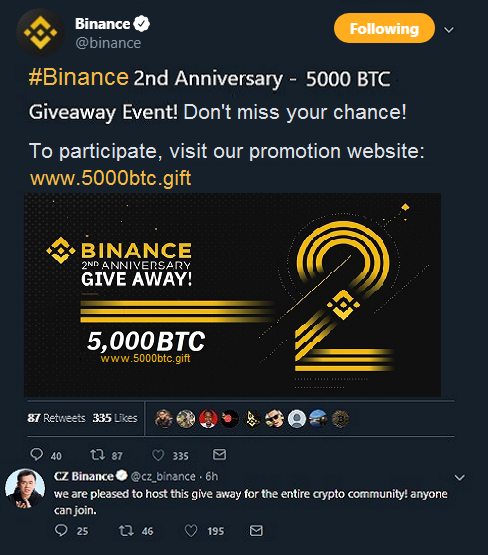 Binance
@binance
Following
#Binance 2nd Anniversary - 5000 BTC
Giveaway Event! Don't miss your chance!
To participate, visit our promotion website:
www.5000btc.gift
BINANCE
2ND ANNIVERSARY
GIVE AWAY!
5,000 BTC
www.5000btc.gift
87 Retweets 335 Likes
40 87 335
CZ Binance @cz_binance · 6h
we are pleased to host this give away for the entire crypto community! anyone
can join.
25 46 195